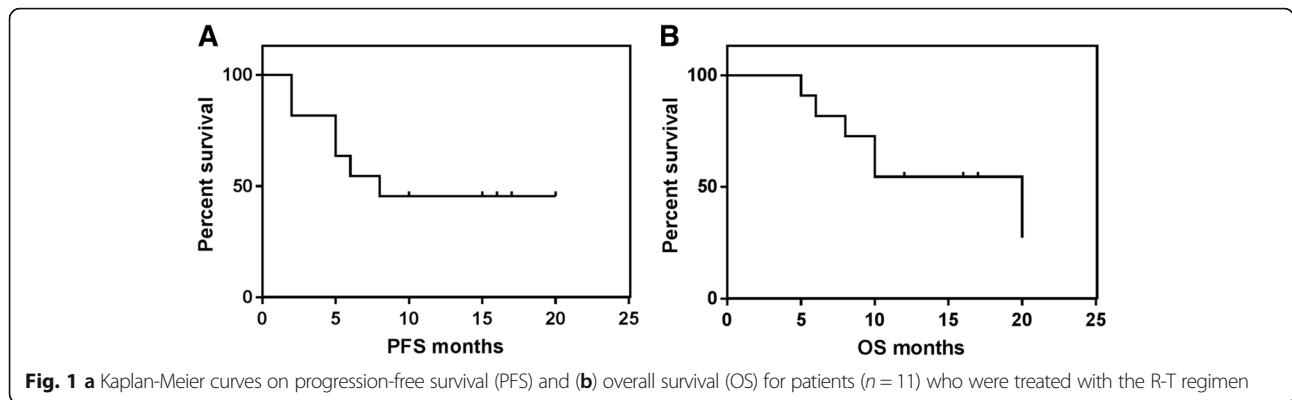 A
B
Percent survival
100
50
0
0 5 10 15 20 25
PFS months
Percent survival
100
50
0
0 5 10 15 20 25
OS months
Fig. 1 a Kaplan-Meier curves on progression-free survival (PFS) and (b) overall survival (OS) for patients (n = 11) who were treated with the R-T regimen